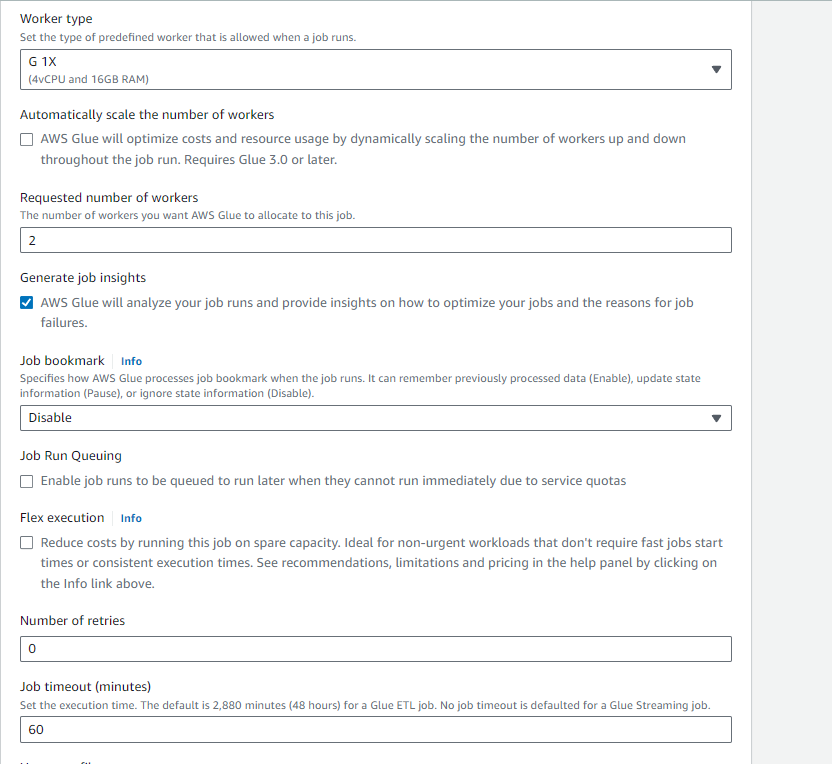 Worker type
Set the type of predefined worker that is allowed when a job runs.
G 1X
(4vCPU and 16GB RAM)
Automatically scale the number of workers
AWS Glue will optimize costs and resource usage by dynamically scaling the number of workers up and down
throughout the job run. Requires Glue 3.0 or later.
Requested number of workers
The number of workers you want AWS Glue to allocate to this job.
2
Generate job insights
AWS Glue will analyze your job runs and provide insights on how to optimize your jobs and the reasons for job
failures.
Job bookmark Info
Specifies how AWS Glue processes job bookmark when the job runs. It can remember previously processed data (Enable), update state
information (Pause), or ignore state information (Disable).
Disable
Job Run Queuing
Enable job runs to be queued to run later when they cannot run immediately due to service quotas
Flex execution Info
Reduce costs by running this job on spare capacity. Ideal for non-urgent workloads that don't require fast jobs start
times or consistent execution times. See recommendations, limitations and pricing in the help panel by clicking on
the Info link above.
Number of retries
0
Job timeout (minutes)
Set the execution time. The default is 2,880 minutes (48 hours) for a Glue ETL job. No job timeout is defaulted for a Glue Streaming job.
60